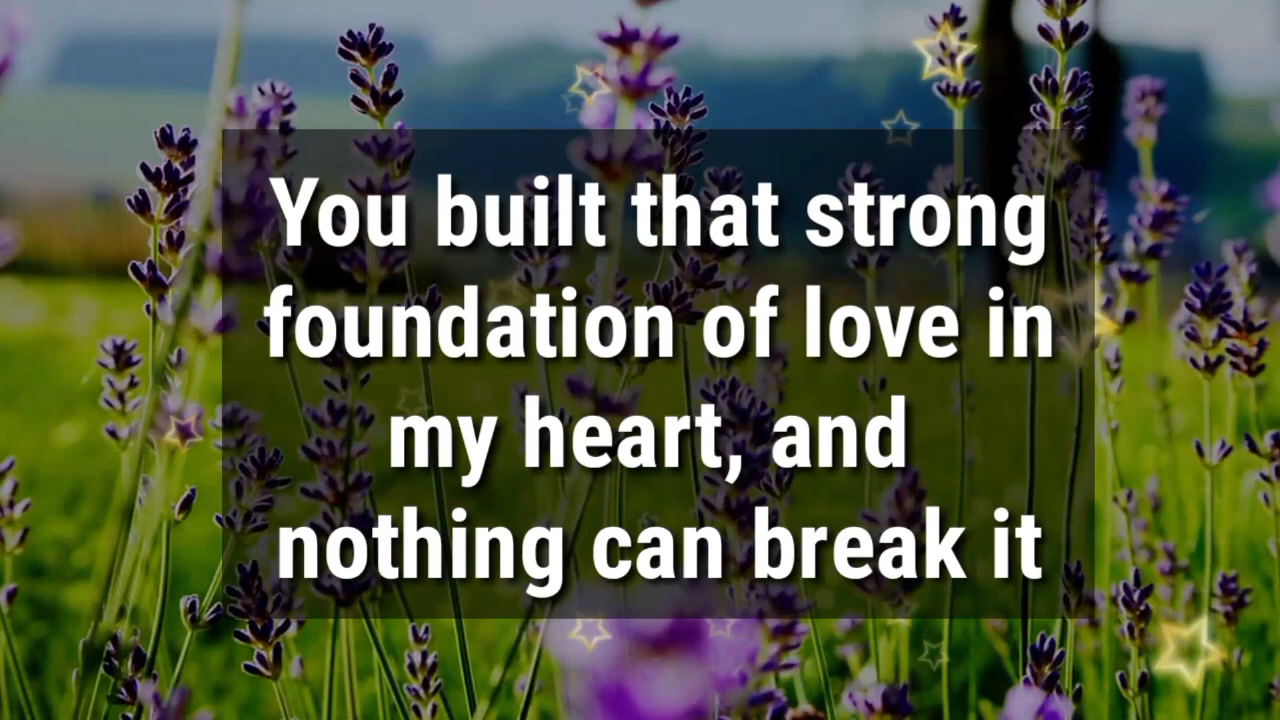 You built that strong
foundation of love in
my heart, and
nothing can break it